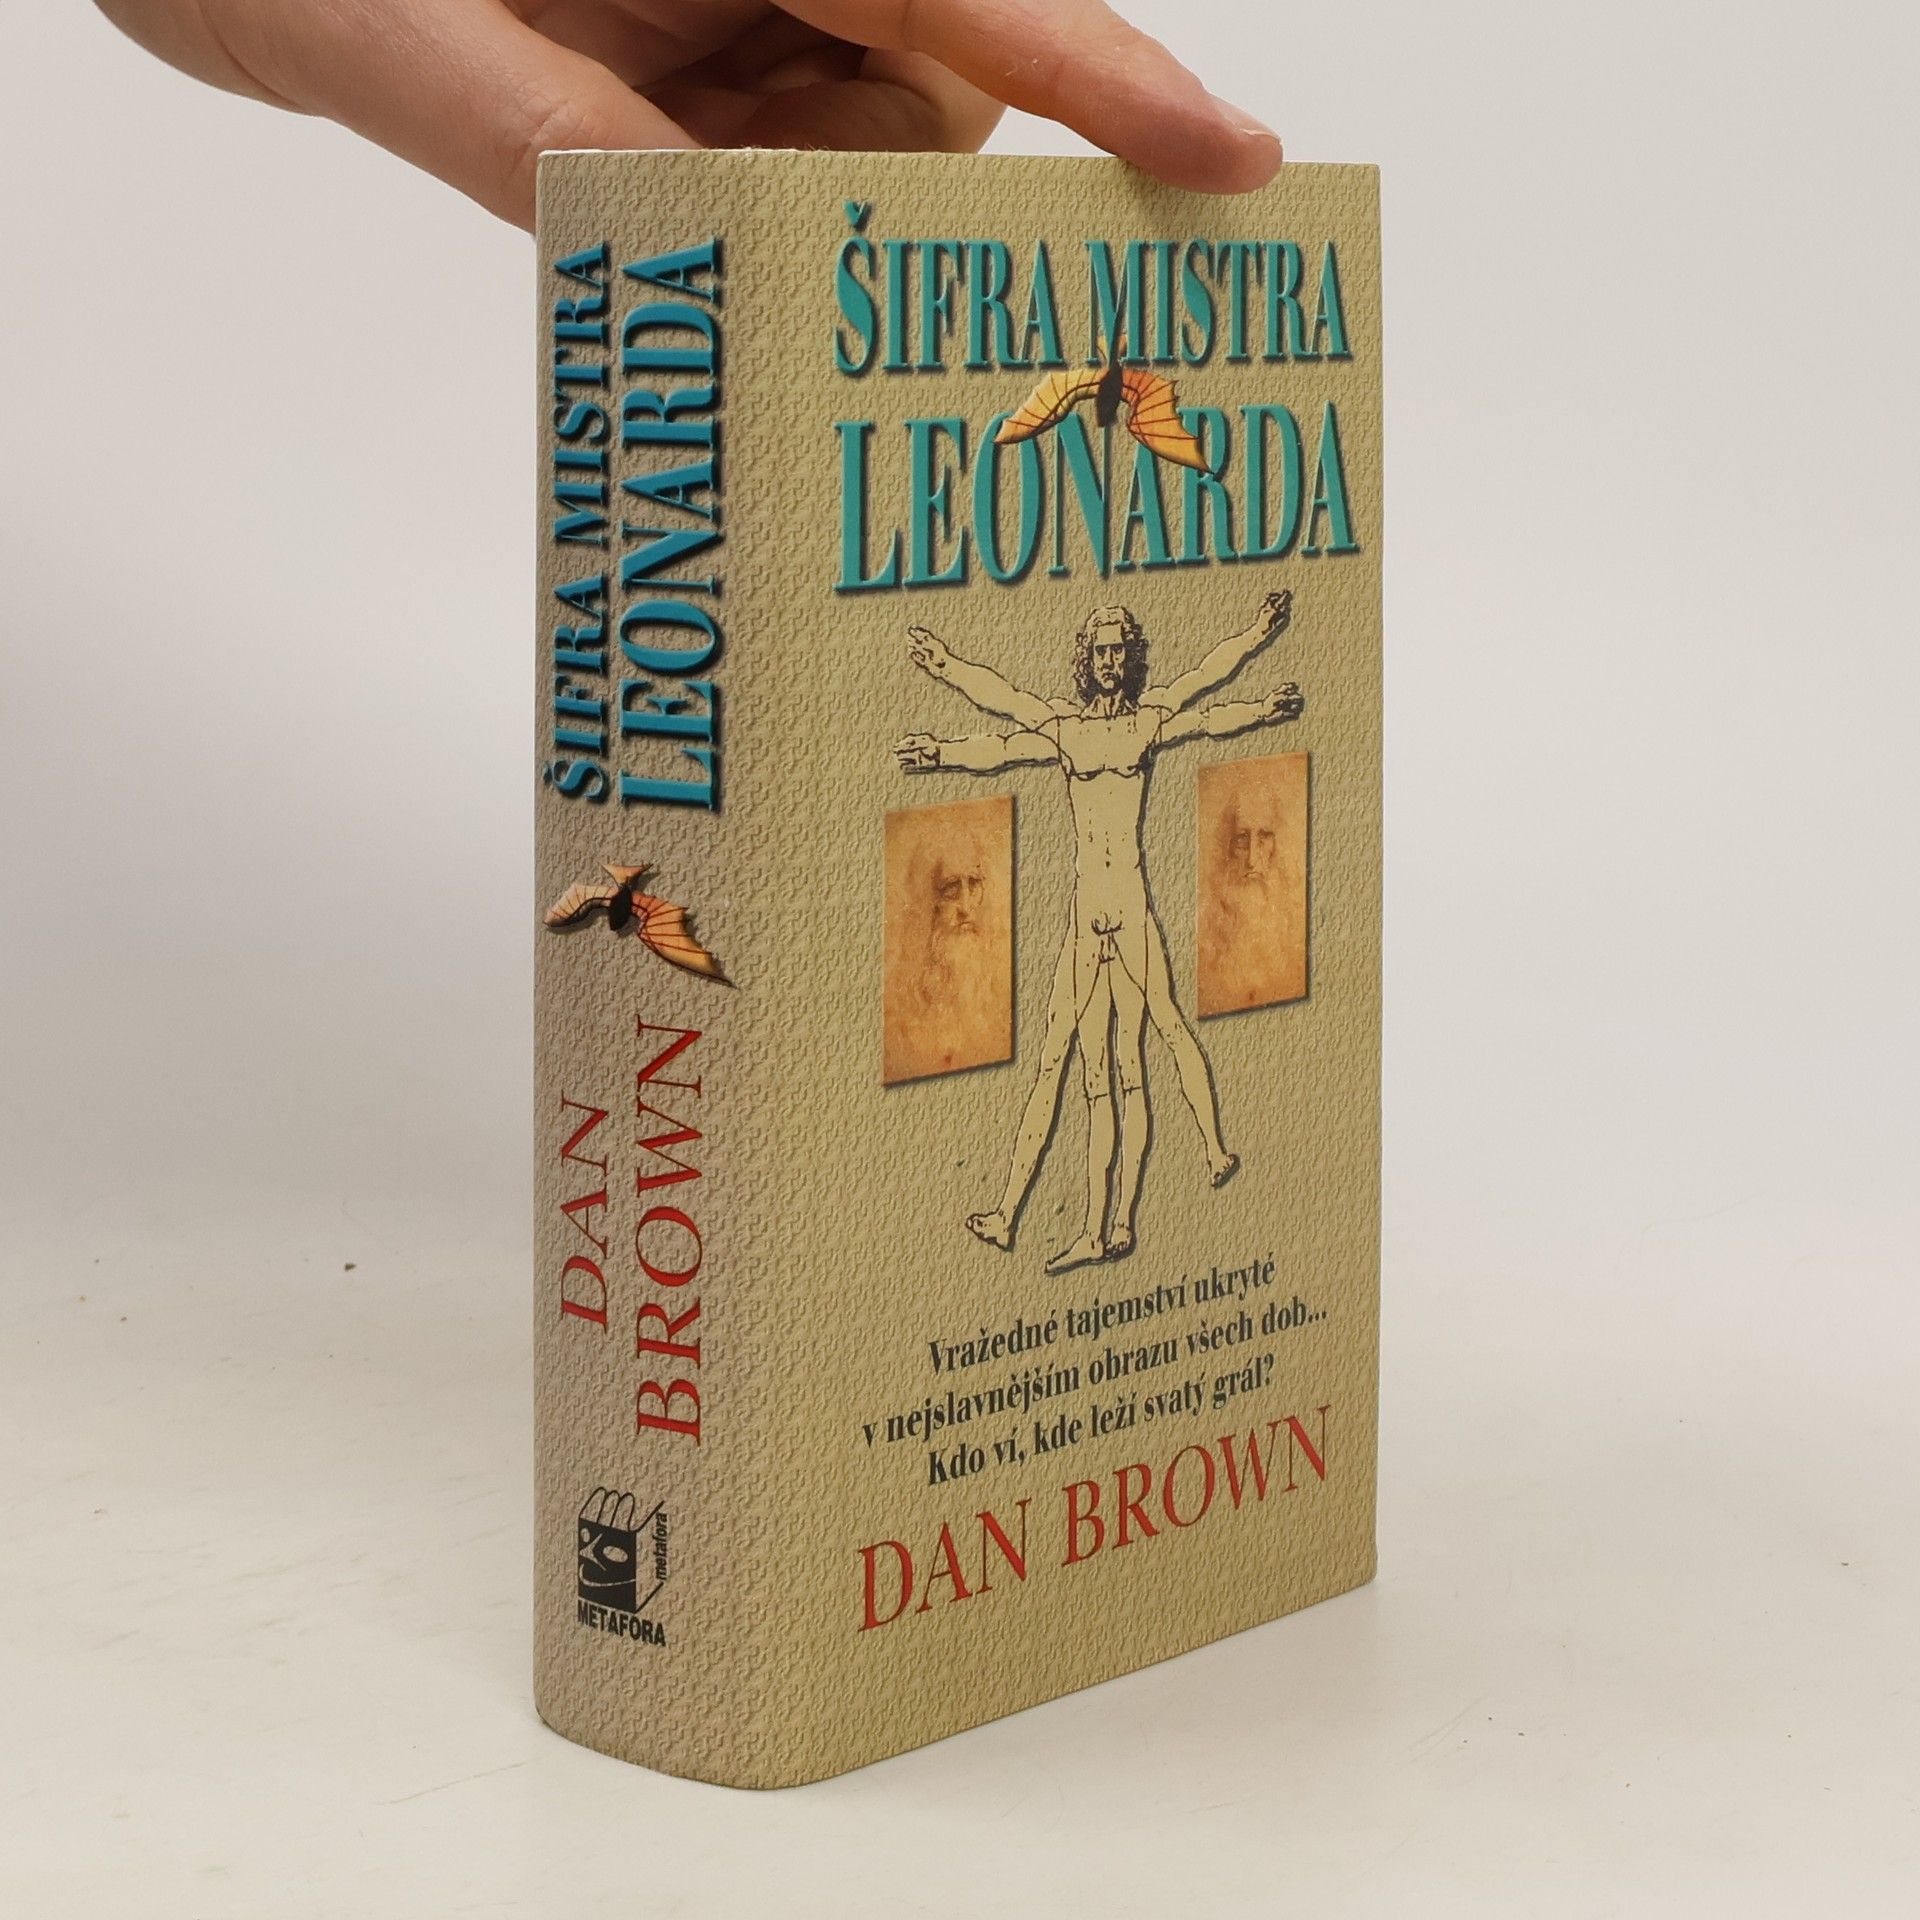 ŠIFRA MISTRA
LEONARDA
DAN
BROWN
metafora
METAFORA
ŠIFRA MISTRA
LEONARDA
Vražedné tajemství ukryté
v nejslavnějším obrazu všech dob...
Kdo ví, kde leží svatý grál?
DAN BROWN